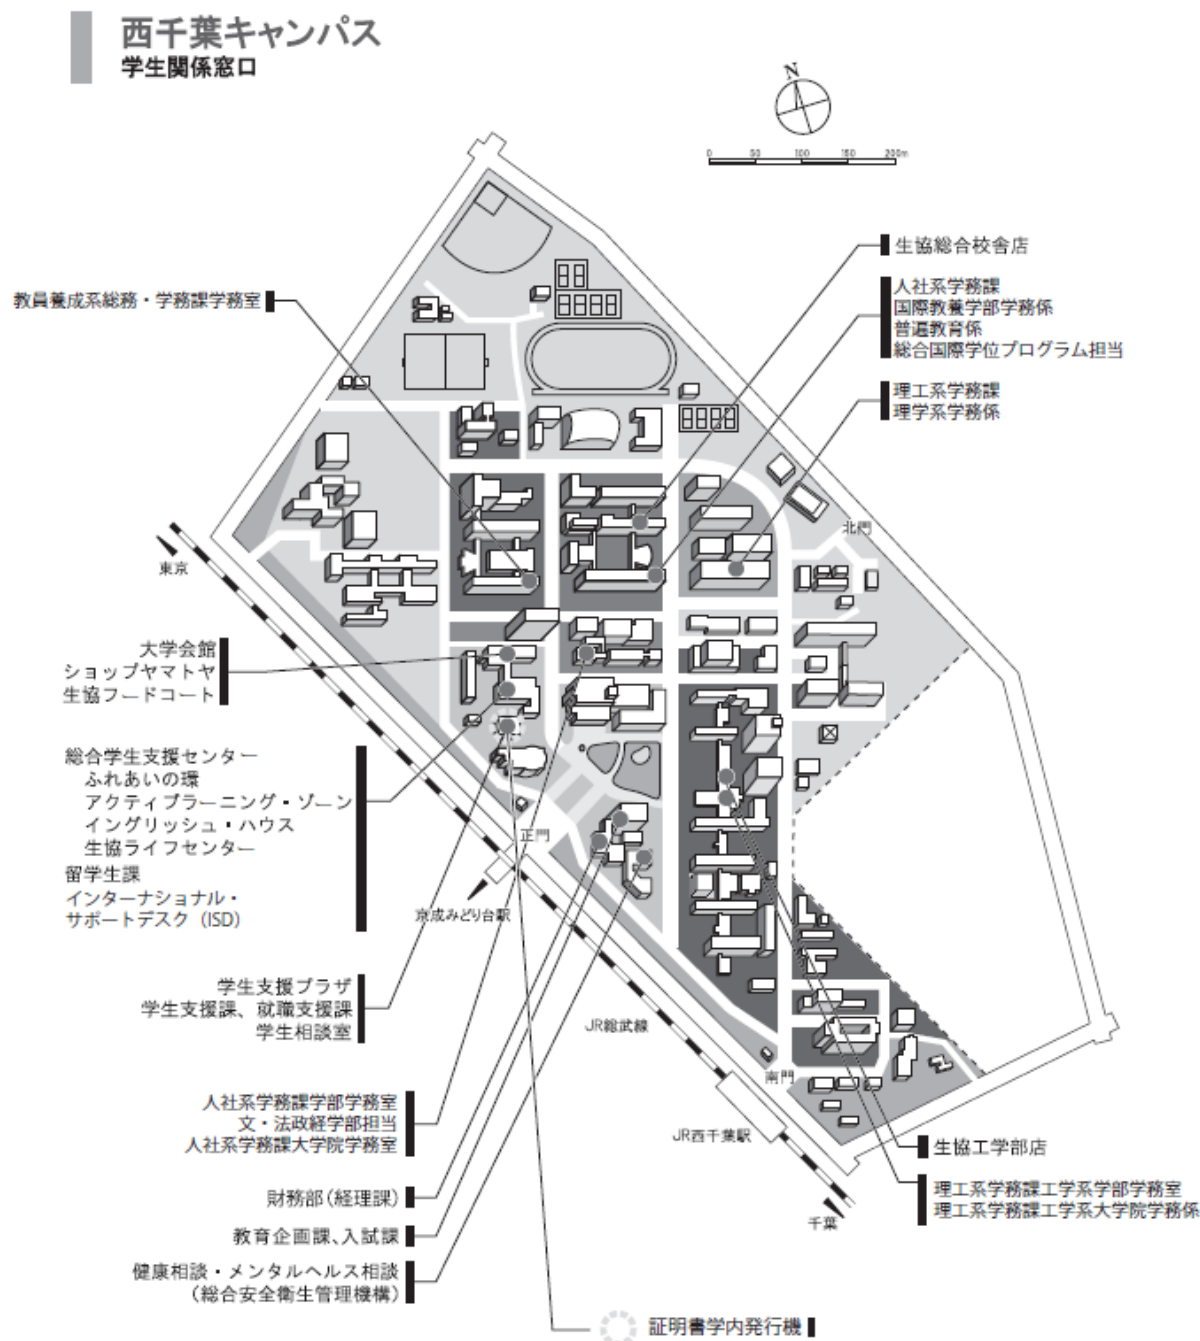 西千葉キャンパス
学生関係窓口
N
0 50 100 150 200m
生協総合校舎店
人社系学務課
国際教養学部学務係
普遍教育係
総合国際学位プログラム担当
教員養成系総務・学務課学務室
理工系学務課
理学系学務係
北門
東京
大学会館
ショップヤマトヤ
生協フードコート
総合学生支援センター
ふれあいの環
アクティブラーニング・ゾーン
イングリッシュ・ハウス
生協ライフセンター
留学生課
インターナショナル・
サポートデスク (ISD)
正門
京成みどり台駅
学生支援プラザ
学生支援課、就職支援課
学生相談室
JR総武線
南門
人社系学務課学部学務室
文・法政経学部担当
人社系学務課大学院学務室
JR西千葉駅
生協工学部店
理工系学務課工学系学部学務室
理工系学務課工学系大学院学務係
財務部(経理課)
千葉
教育企画課、入試課
健康相談・メンタルヘルス相談
(総合安全衛生管理機構)
証明書学内発行機